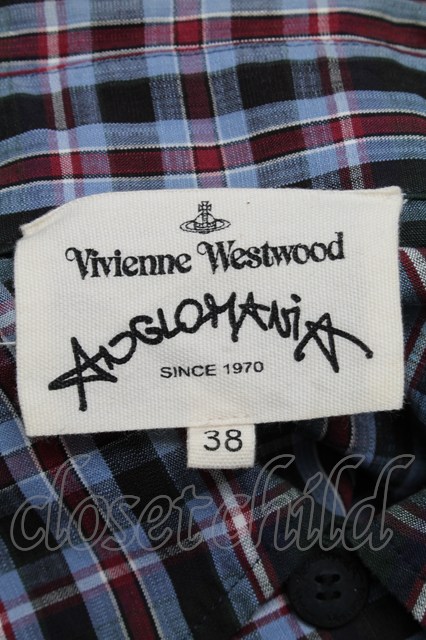 Vivienne Westwood
ANGLOMANiA
SINCE 1970
38
closetchild